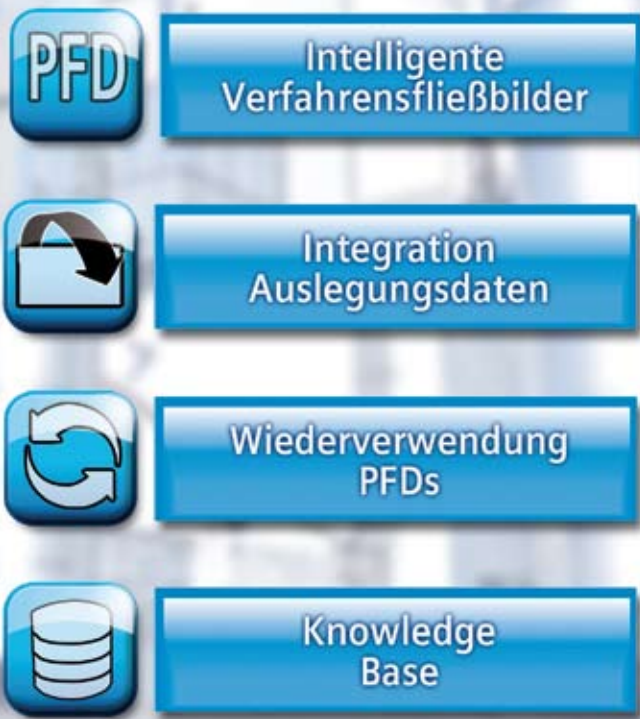 PFD
Intelligente
Verfahrensfließbilder
Integration
Auslegungsdaten
Wiederverwendung
PFDs
Knowledge
Base